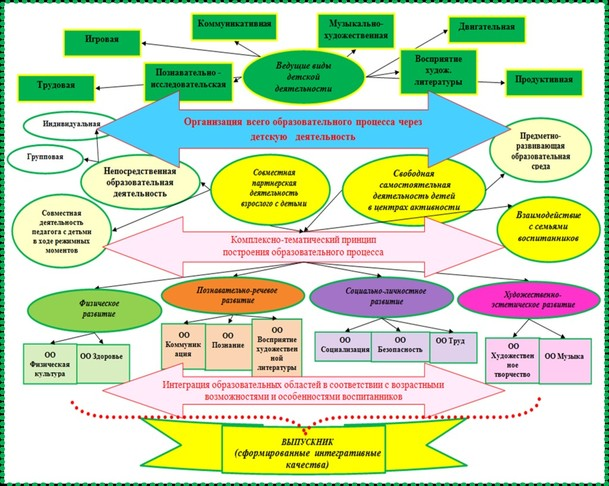 Коммуникативная
Музыкально-
художественная
Двигательная
Игровая
Ведущие виды
детской
деятельности
Восприятие
худож.
литературы
Трудовая
Познавательно -
исследовательская
Продуктивная
Организация всего образовательного процесса через
детскую деятельность
Индивидуальная
Групповая
Непосредственная
образовательная
деятельность
Совместная
партнерская
деятельность
взрослого с детьми
Свободная
самостоятельная
деятельность детей
в центрах активности
Предметно-
развивающая
образовательная
среда
Совместная
деятельность
педагога с детьми
в ходе режимных
моментов
Взаимодействие
с семьями
воспитанников
Комплексно-тематический принцип
построения образовательного процесса
Физическое
развитие
Познавательно-речевое
развитие
Социально-личностное
развитие
Художественно-
эстетическое развитие
ОО
Физическая
культура
ОО Здоровье
ОО
Коммуник
ация
ОО
Познание
ОО
Восприятие
художествен
ной
литературы
ОО
Социализация
ОО
Безопасность
ОО Труд
ОО
Художествен
ное
творчество
ОО Музыка
Интеграция образовательных областей в соответствии с возрастными
возможностями и особенностями воспитанников
ВЫПУСКНИК
(сформированные интегративные
качества)